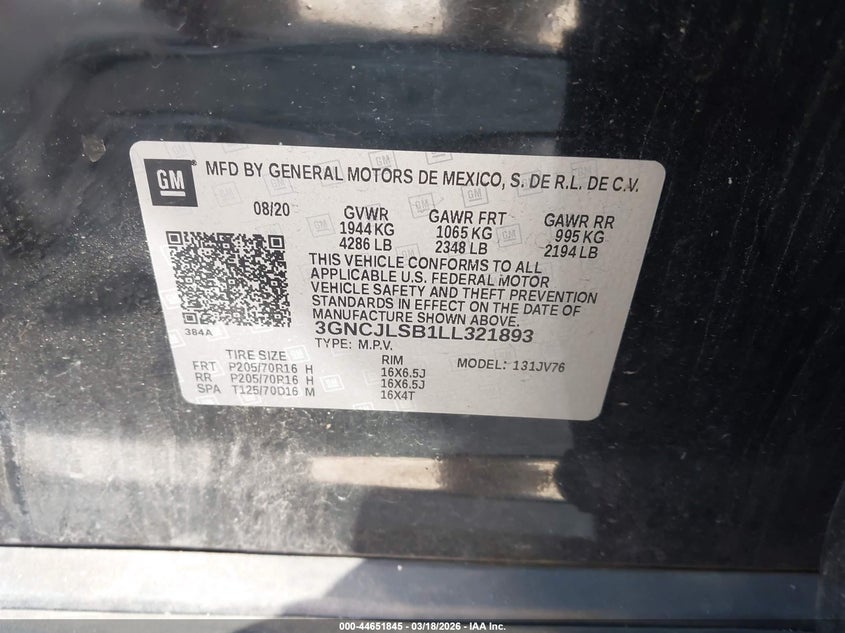 GM
MFD BY GENERAL MOTORS DE MEXICO, S. DE R.L. DE C.V.
08/20 GVWR GAWR FRT GAWR RR
1944 KG 1065 KG 995 KG
4286 LB 2348 LB 2194 LB
THIS VEHICLE CONFORMS TO ALL
APPLICABLE U.S. FEDERAL MOTOR
VEHICLE SAFETY AND THEFT PREVENTION
STANDARDS IN EFFECT ON THE DATE OF
MANUFACTURE SHOWN ABOVE.
384A
3GNCJLSB1LL321893
TYPE: M.P.V.
TIRE SIZE RIM MODEL: 131JV76
FRT P205/70R16 H 16X6.5J
RR P205/70R16 H 16X6.5J
SPA T125/70D16 M 16X4T
000-44651845 - 03/18/2026 - IAA Inc.